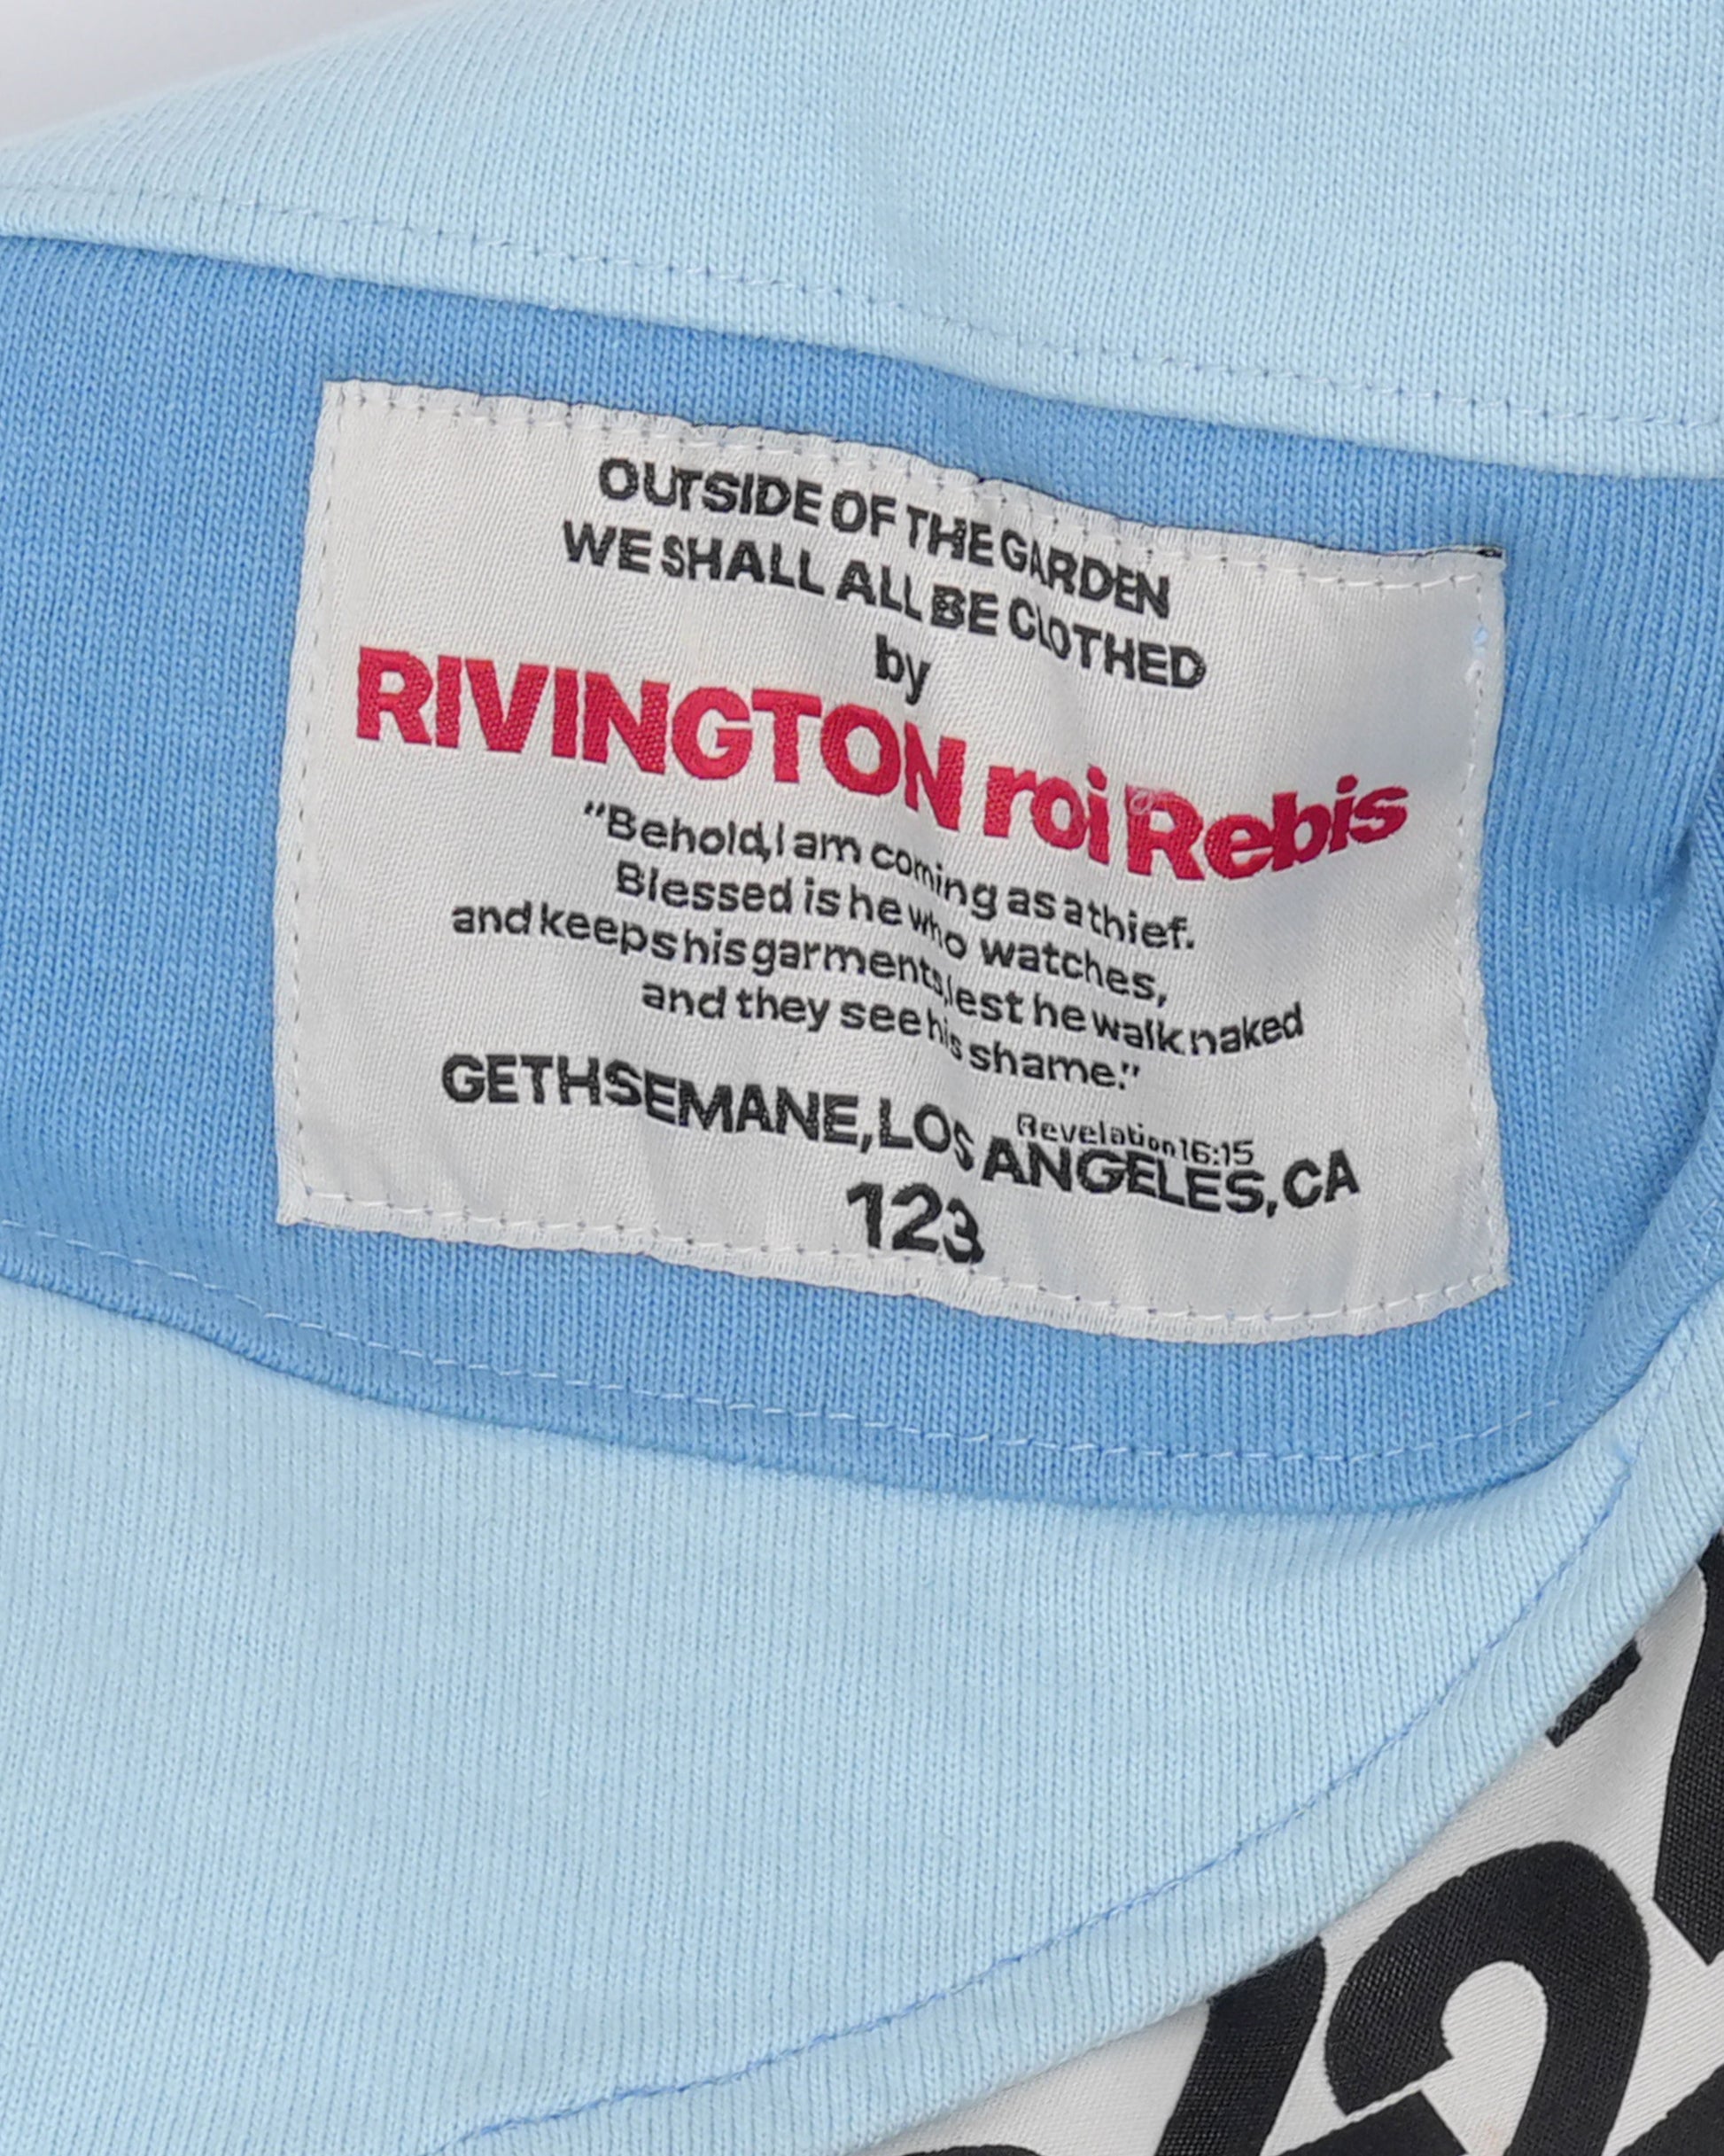 OUTSIDE OF THE GARDEN
WE SHALL ALL BE CLOTHED
by
RIVINGTON roi Rebis
"Behold, I am coming as a thief.
Blessed is he who watches,
and keeps his garments, lest he walk naked
and they see his shame."
Revelation 16:15
GETHSEMANE, LOS ANGELES, CA
123